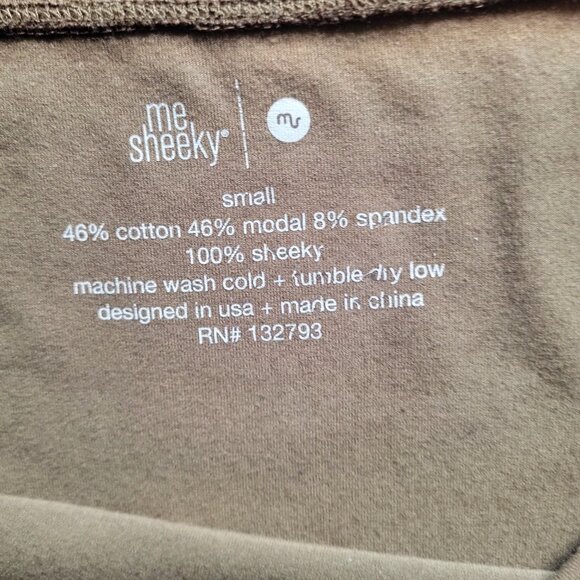 me
sheeky®
ms
small
46% cotton 46% modal 8% spandex
100% sheeky
machine wash cold + tumble dry low
designed in usa + made in china
RN# 132793